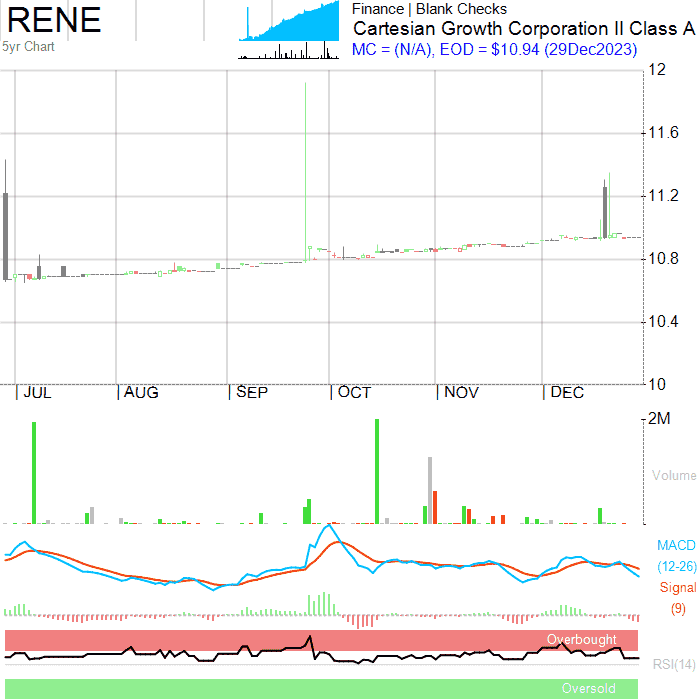 RENE
5yr Chart
Finance | Blank Checks
Cartesian Growth Corporation II Class A
MC = (N/A), EOD = $10.94 (29Dec2023)
12
11.6
11.2
10.8
10.4
10
JUL AUG SEP OCT NOV DEC
2M
Volume
MACD
(12-26)
Signal
(9)
Overbought
RSI(14)
Oversold